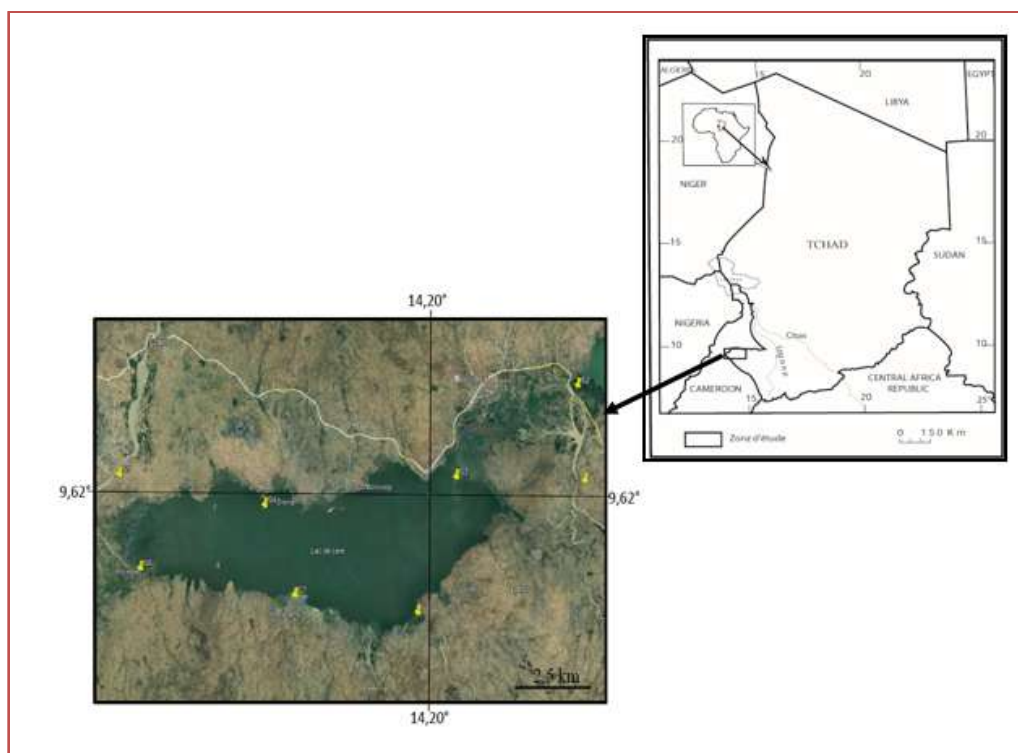 ALGERIE
15
20
EGYPT
LIBYA
20
20
NIGER
15
15
TCHAD
SUDAN
NIGERIA
10
Chari
10
CENTRAL AFRICA
REPUBLIC
CAMEROON
15
20
25
0 150 Km
Zone d'étude
14,20°
9,62°
9,62°
Lac de Léré
2,5 km
14,20°